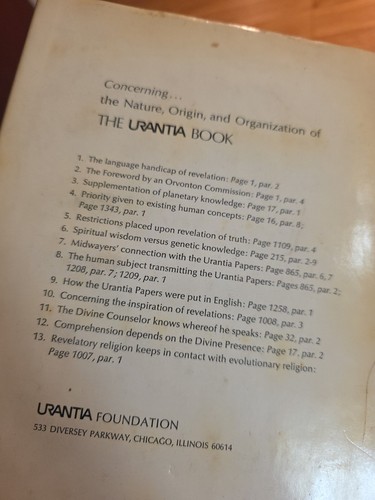 Concerning...
the Nature, Origin, and Organization of
THE URANTIA BOOK
1. The language handicap of revelation: Page 1, par. 2
2. The Foreword by an Orvonton Commission: Page 1, par. 4
3. Supplementation of planetary knowledge: Page 17, par. 1
4. Priority given to existing human concepts: Page 16, par. 8;
Page 1343, par. 1
5. Restrictions placed upon revelation of truth: Page 1109, par. 4
6. Spiritual wisdom versus genetic knowledge: Page 215, par. 2-9
7. Midwayers' connection with the Urantia Papers: Page 865, par. 6, 7
8. The human subject transmitting the Urantia Papers: Pages 865, par. 2;
1208, par. 7; 1209, par. 1
9. How the Urantia Papers were put in English: Page 1258, par. 1
10. Concerning the inspiration of revelations: Page 1008, par. 3
11. The Divine Counselor knows whereof he speaks: Page 32, par. 2
12. Comprehension depends on the Divine Presence: Page 17, par. 2
13. Revelatory religion keeps in contact with evolutionary religion:
Page 1007, par. 1
URANTIA FOUNDATION
533 DIVERSEY PARKWAY, CHICAGO, ILLINOIS 60614